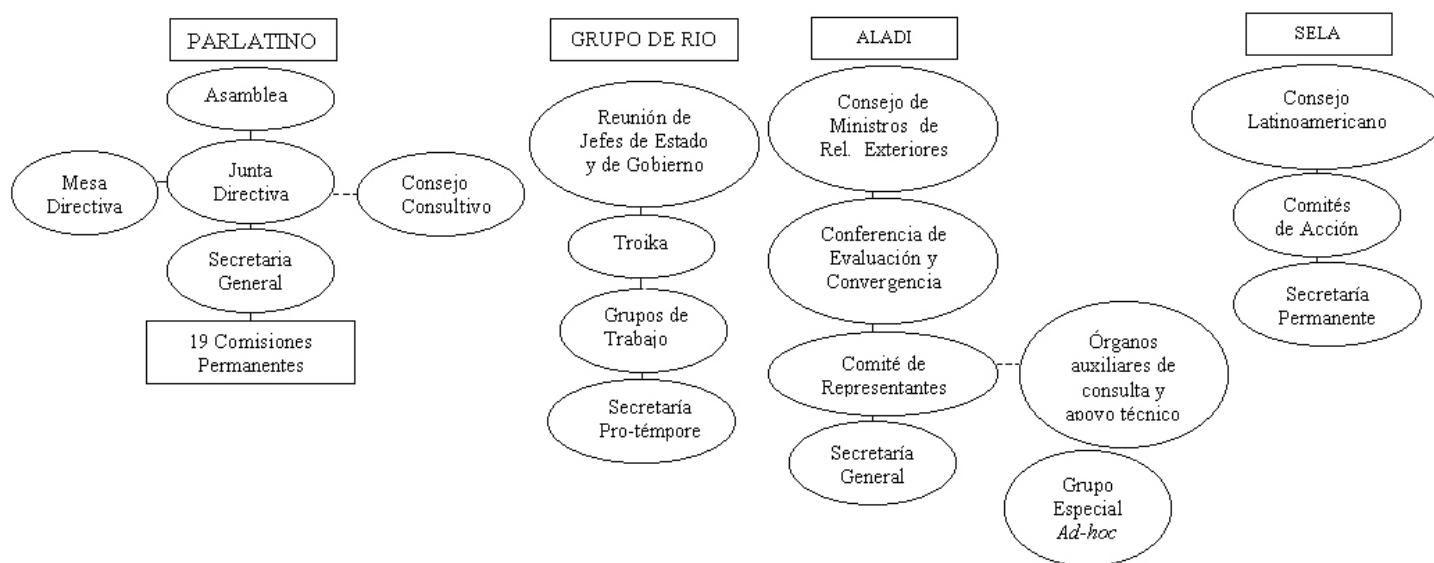 PARLATINO
Asamblea
Junta
Directiva
Mesa
Directiva
Consejo
Consultivo
Secretaria
General
19 Comisiones
Permanentes
GRUPO DE RIO
Reunión de
Jefes de Estado
y de Gobierno
Troika
Grupos de
Trabajo
Secretaría
Pro-témpore
ALADI
Consejo de
Ministros de
Rel. Exteriores
Conferencia de
Evaluación y
Convergencia
Comité de
Representantes
Secretaría
General
Órganos
auxiliares de
consulta y
apoyo técnico
Grupo
Especial
Ad-hoc
SELA
Consejo
Latinoamericano
Comités
de Acción
Secretaría
Permanente